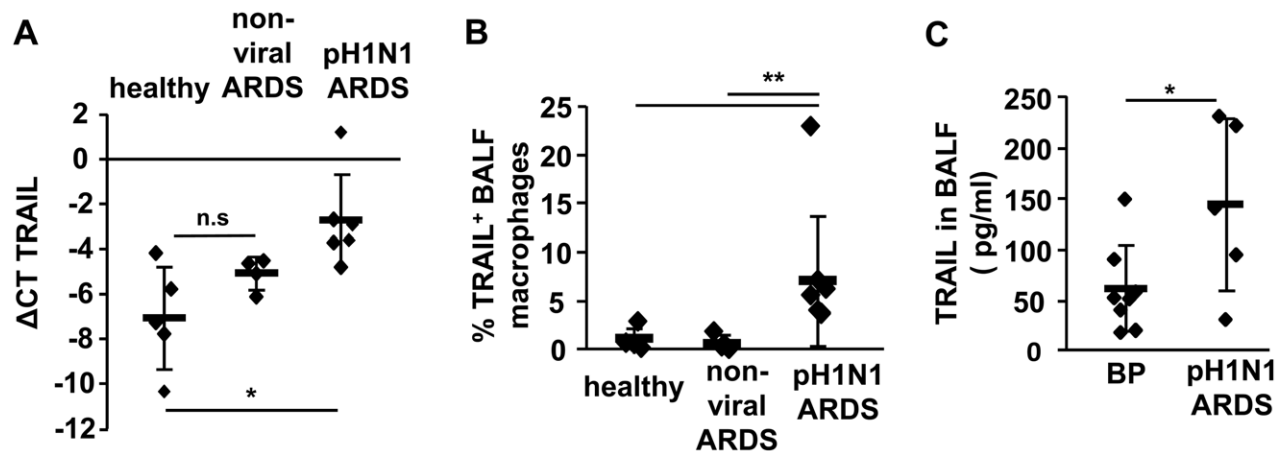 A
healthy
non-
viral
ARDS
pH1N1
ARDS
ΔCT TRAIL
2
0
-2
-4
-6
-8
-10
-12
n.s
*
B
% TRAIL⁺ BALF
macrophages
25
20
15
10
5
0
**
healthy
non-
viral
ARDS
pH1N1
ARDS
C
TRAIL in BALF
( pg/ml)
250
200
150
100
50
0
*
BP
pH1N1
ARDS